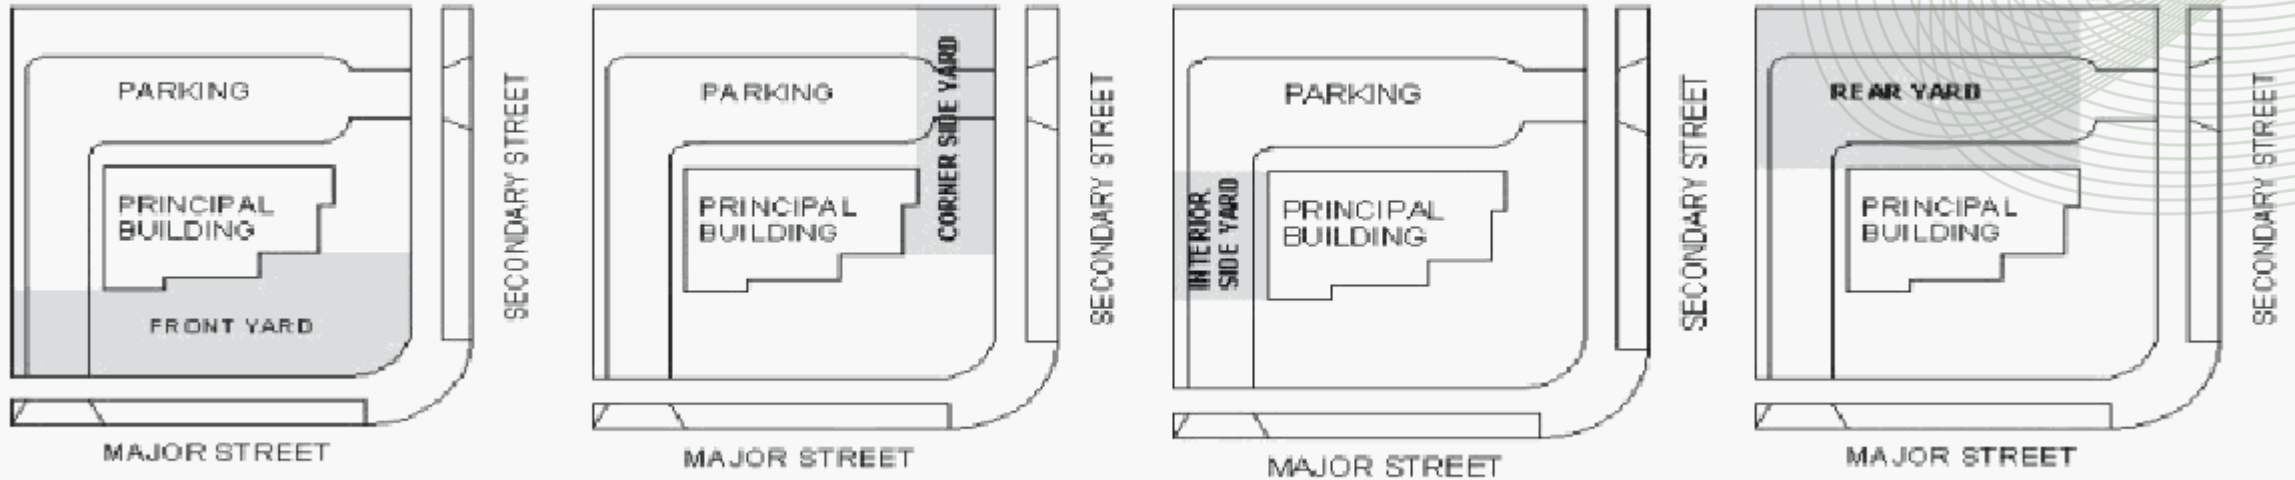 PARKING
PRINCIPAL
BUILDING
FRONT YARD
SECONDARY STREET
MAJOR STREET
PARKING
CORNER SIDE YARD
PRINCIPAL
BUILDING
SECONDARY STREET
MAJOR STREET
PARKING
INTERIOR
SIDE YARD
PRINCIPAL
BUILDING
SECONDARY STREET
MAJOR STREET
REAR YARD
PRINCIPAL
BUILDING
SECONDARY STREET
MAJOR STREET